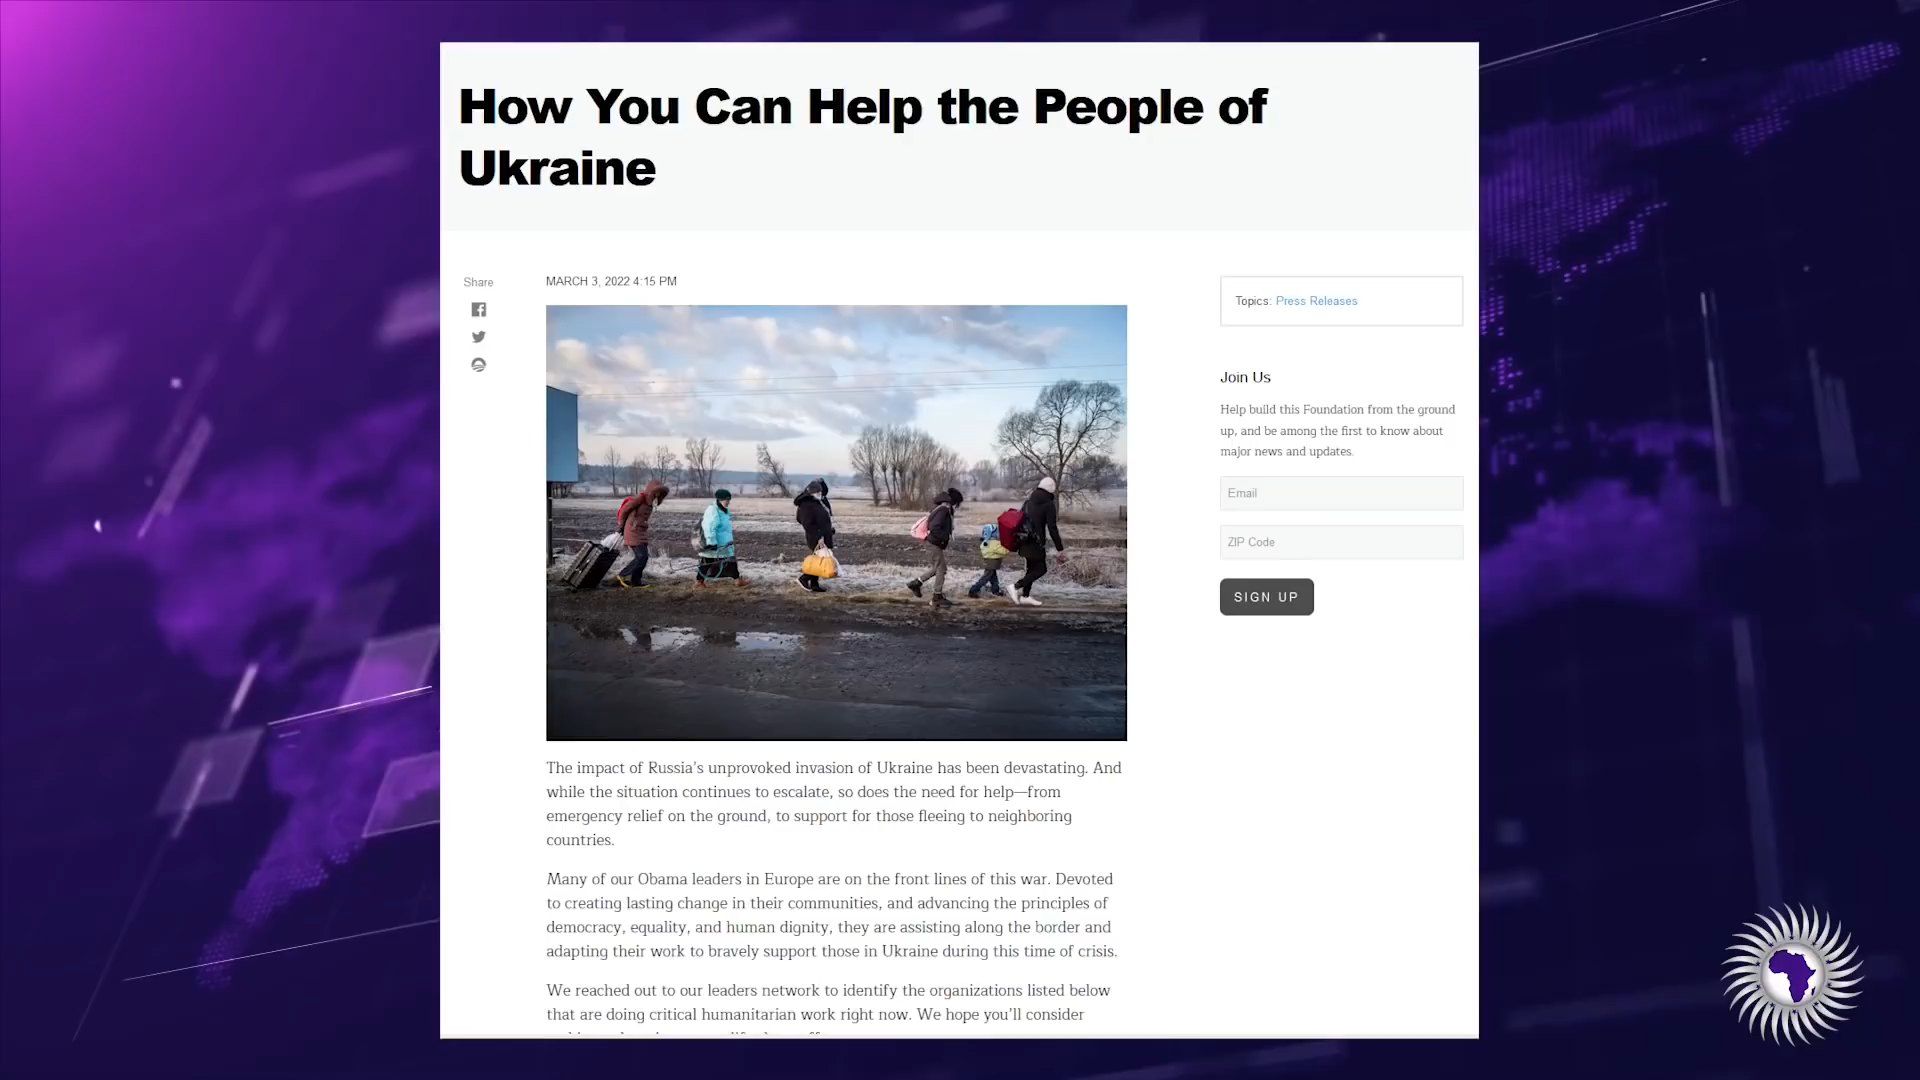 How You Can Help the People of
Ukraine
Share
MARCH 3, 2022 4:15 PM
Topics: Press Releases
Join Us
Help build this Foundation from the ground
up, and be among the first to know about
major news and updates.
Email
ZIP Code
SIGN UP
The impact of Russia’s unprovoked invasion of Ukraine has been devastating. And
while the situation continues to escalate, so does the need for help—from
emergency relief on the ground, to support for those fleeing to neighboring
countries.
Many of our Obama leaders in Europe are on the front lines of this war. Devoted
to creating lasting change in their communities, and advancing the principles of
democracy, equality, and human dignity, they are assisting along the border and
adapting their work to bravely support those in Ukraine during this time of crisis.
We reached out to our leaders network to identify the organizations listed below
that are doing critical humanitarian work right now. We hope you’ll consider